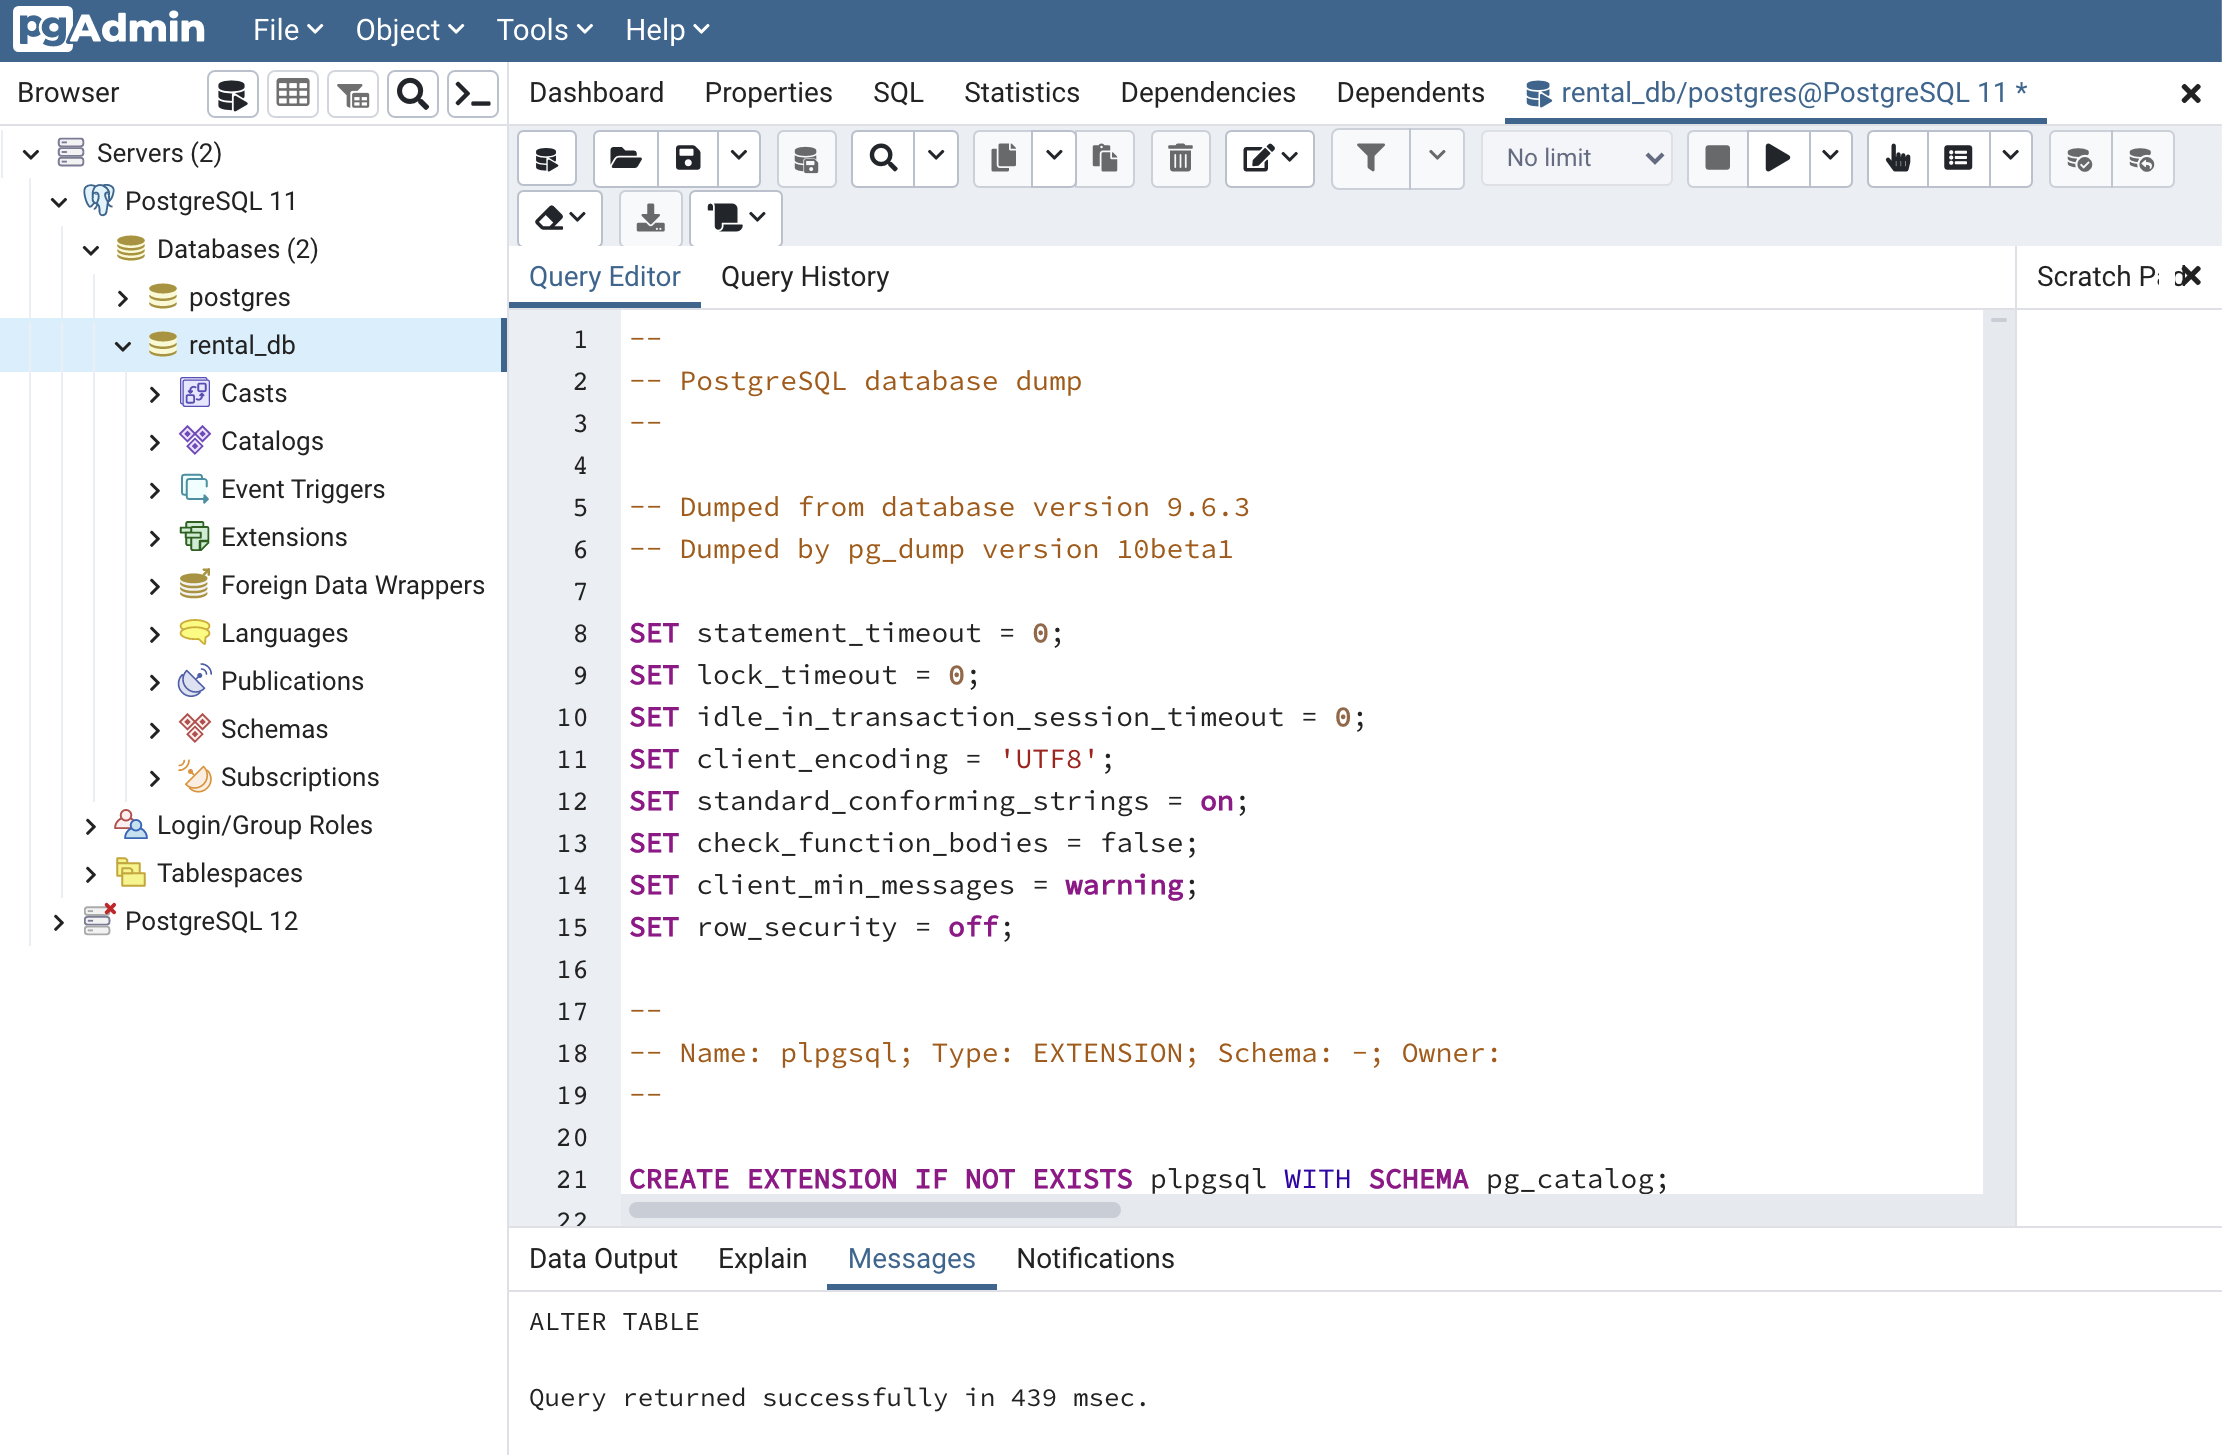 pgAdmin File Object Tools Help
Browser
Dashboard Properties SQL Statistics Dependencies Dependents rental_db/postgres@PostgreSQL 11 *
Servers (2)
PostgreSQL 11
Databases (2)
postgres
rental_db
Casts
Catalogs
Event Triggers
Extensions
Foreign Data Wrappers
Languages
Publications
Schemas
Subscriptions
Login/Group Roles
Tablespaces
PostgreSQL 12
No limit
Query Editor Query History
Scratch
1 --
2 -- PostgreSQL database dump
3 --
4
5 -- Dumped from database version 9.6.3
6 -- Dumped by pg_dump version 10beta1
7
8 SET statement_timeout = 0;
9 SET lock_timeout = 0;
10 SET idle_in_transaction_session_timeout = 0;
11 SET client_encoding = 'UTF8';
12 SET standard_conforming_strings = on;
13 SET check_function_bodies = false;
14 SET client_min_messages = warning;
15 SET row_security = off;
16
17 --
18 -- Name: plpgsql; Type: EXTENSION; Schema: -; Owner:
19 --
20
21 CREATE EXTENSION IF NOT EXISTS plpgsql WITH SCHEMA pg_catalog;
22
Data Output Explain Messages Notifications
ALTER TABLE
Query returned successfully in 439 msec.